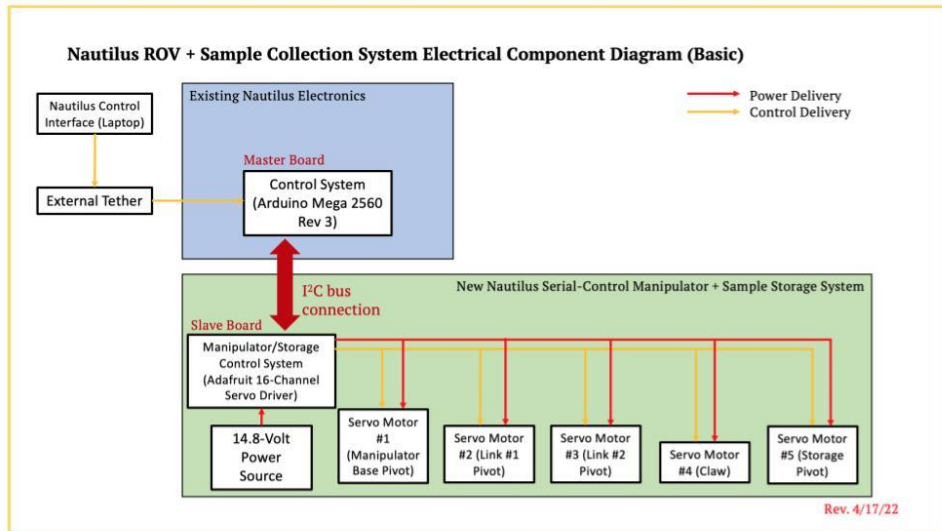 Nautilus ROV + Sample Collection System Electrical Component Diagram (Basic)
Nautilus Control
Interface (Laptop)
Existing Nautilus Electronics
Power Delivery
Control Delivery
Master Board
External Tether
Control System
(Arduino Mega 2560
Rev 3)
I²C bus
connection
New Nautilus Serial-Control Manipulator + Sample Storage System
Slave Board
Manipulator/Storage
Control System
(Adafruit 16-Channel
Servo Driver)
14.8-Volt
Power
Source
Servo Motor
#1
(Manipulator
Base Pivot)
Servo Motor
#2 (Link #1
Pivot)
Servo Motor
#3 (Link #2
Pivot)
Servo Motor
#4 (Claw)
Servo Motor
#5 (Storage
Pivot)
Rev. 4/17/22